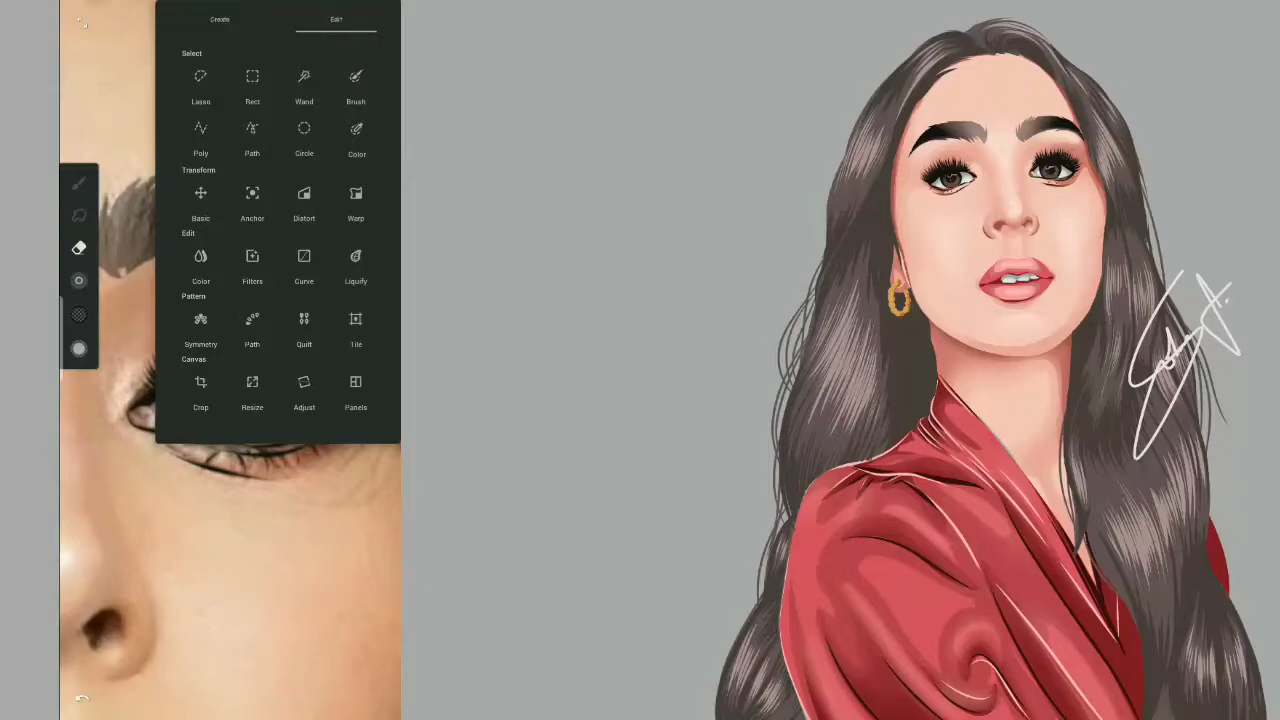 Create Edit
Select
Lasso Rect Wand Brush
Poly Path Circle Color
Transform
Basic Anchor Distort Warp
Edit
Color Filters Curve Liquify
Pattern
Symmetry Path Quilt Tile
Canvas
Crop Resize Adjust Panels